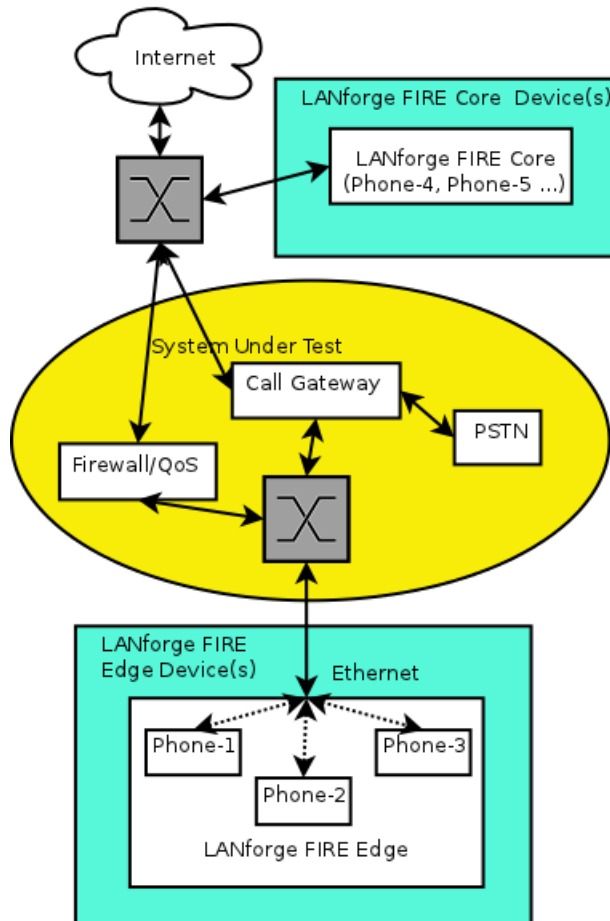 Internet
LANforge FIRE Core  Device(s)
LANforge FIRE Core
(Phone-4, Phone-5 ...)
System Under Test
Call Gateway
PSTN
Firewall/QoS
LANforge FIRE
Edge Device(s)
Ethernet
Phone-1
Phone-3
Phone-2
LANforge FIRE Edge